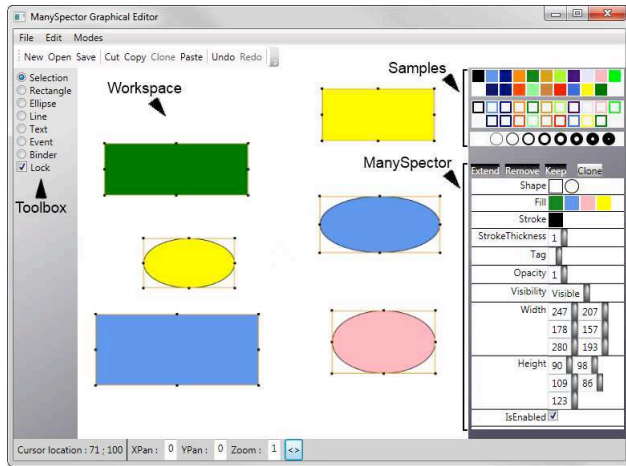 ManySpector Graphical Editor
File Edit Modes
New Open Save Cut Copy Clone Paste Undo Redo
Selection
Rectangle
Ellipse
Line
Text
Event
Binder
Lock
Toolbox
Workspace
Samples
ManySpector
Extend Remove Keep Clone
Shape
Fill
Stroke
StrokeThickness 1
Tag
Opacity 1
Visibility Visible
Width 247 207
178 157
280 193
Height 90 98
109 86
123
IsEnabled
Cursor location : 71 ; 100 XPan : 0 YPan : 0 Zoom : 1 <>